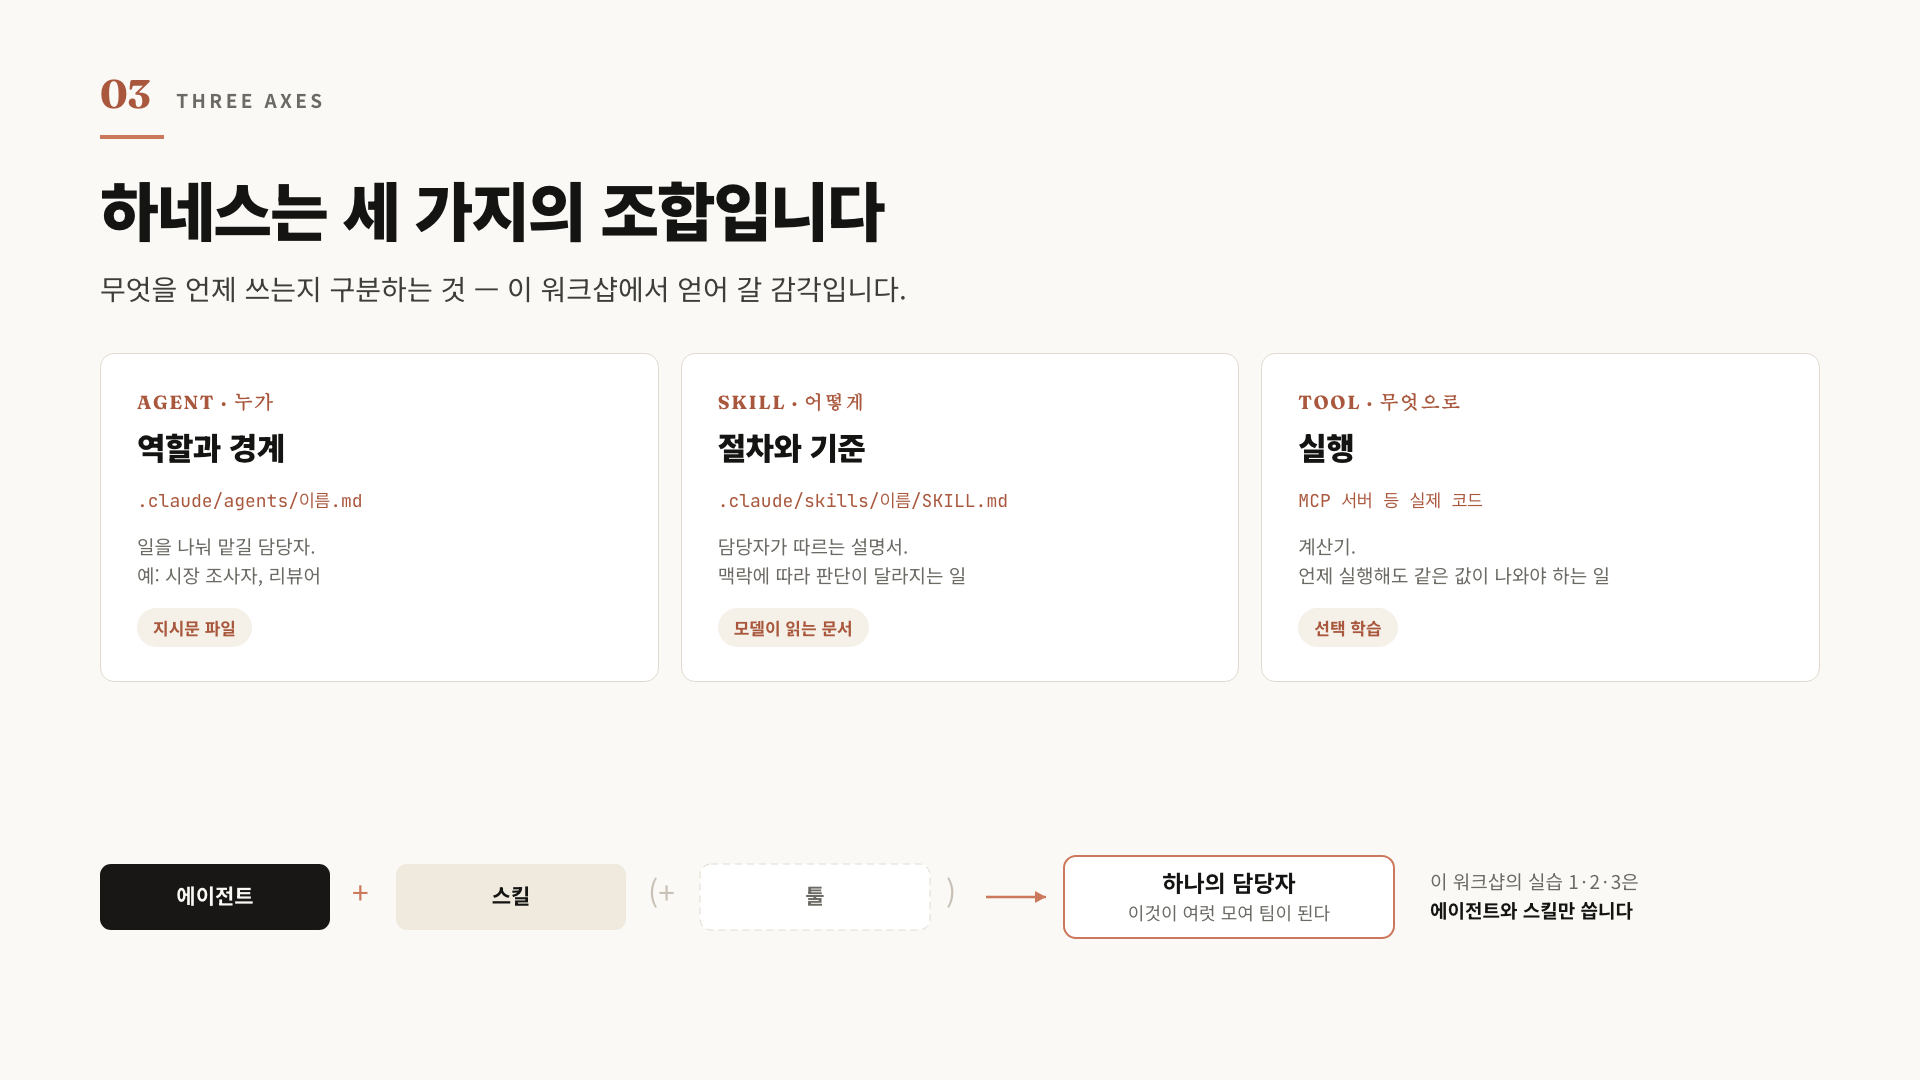 03 THREE AXES
하네스는 세 가지의 조합입니다
무엇을 언제 쓰는지 구분하는 것 — 이 워크샵에서 얻어 갈 감각입니다.
AGENT · 누가
역할과 경계
.claude/agents/이름.md
일을 나눠 맡길 담당자.
예: 시장 조사자, 리뷰어
지시문 파일
SKILL · 어떻게
절차와 기준
.claude/skills/이름/SKILL.md
담당자가 따르는 설명서.
맥락에 따라 판단이 달라지는 일
모델이 읽는 문서
TOOL · 무엇으로
실행
MCP 서버 등 실제 코드
계산기.
언제 실행해도 같은 값이 나와야 하는 일
선택 학습
에이전트 + 스킬 (+ 툴 )
하나의 담당자
이것이 여럿 모여 팀이 된다
이 워크샵의 실습 1·2·3은
에이전트와 스킬만 씁니다